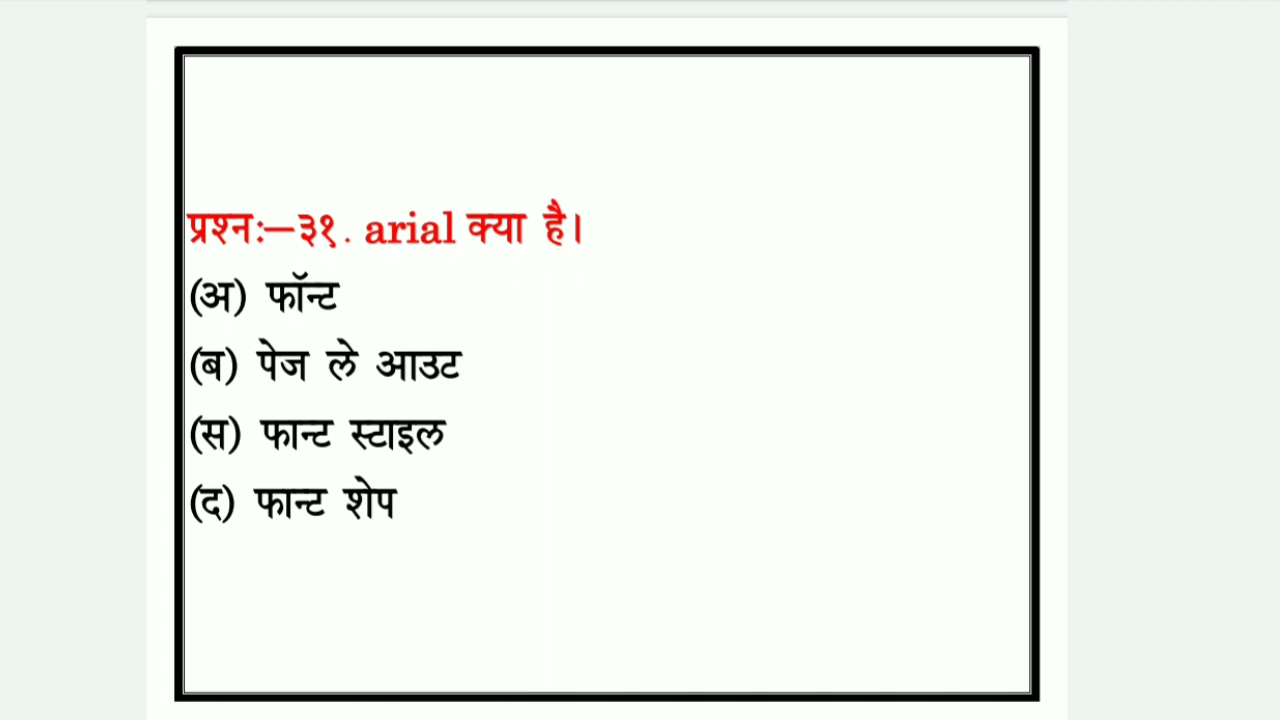 प्रश्न:–३१. arial क्या है।
(अ) फॉन्ट
(ब) पेज ले आउट
(स) फान्ट स्टाइल
(द) फान्ट शेप